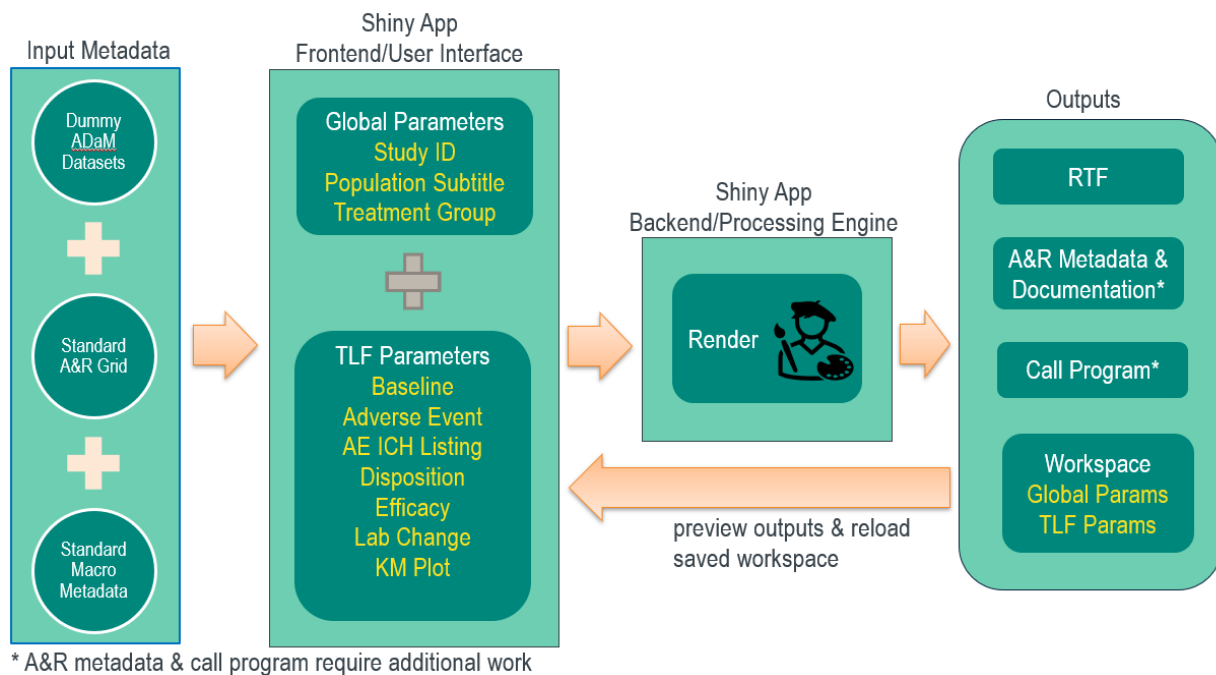 Input Metadata
Dummy
ADaM
Datasets
Standard
A&R Grid
Standard
Macro
Metadata
Shiny App
Frontend/User Interface
Global Parameters
Study ID
Population Subtitle
Treatment Group
TLF Parameters
Baseline
Adverse Event
AE ICH Listing
Disposition
Efficacy
Lab Change
KM Plot
Shiny App
Backend/Processing Engine
Render
Outputs
RTF
A&R Metadata &
Documentation*
Call Program*
Workspace
Global Params
TLF Params
preview outputs & reload
saved workspace
* A&R metadata & call program require additional work